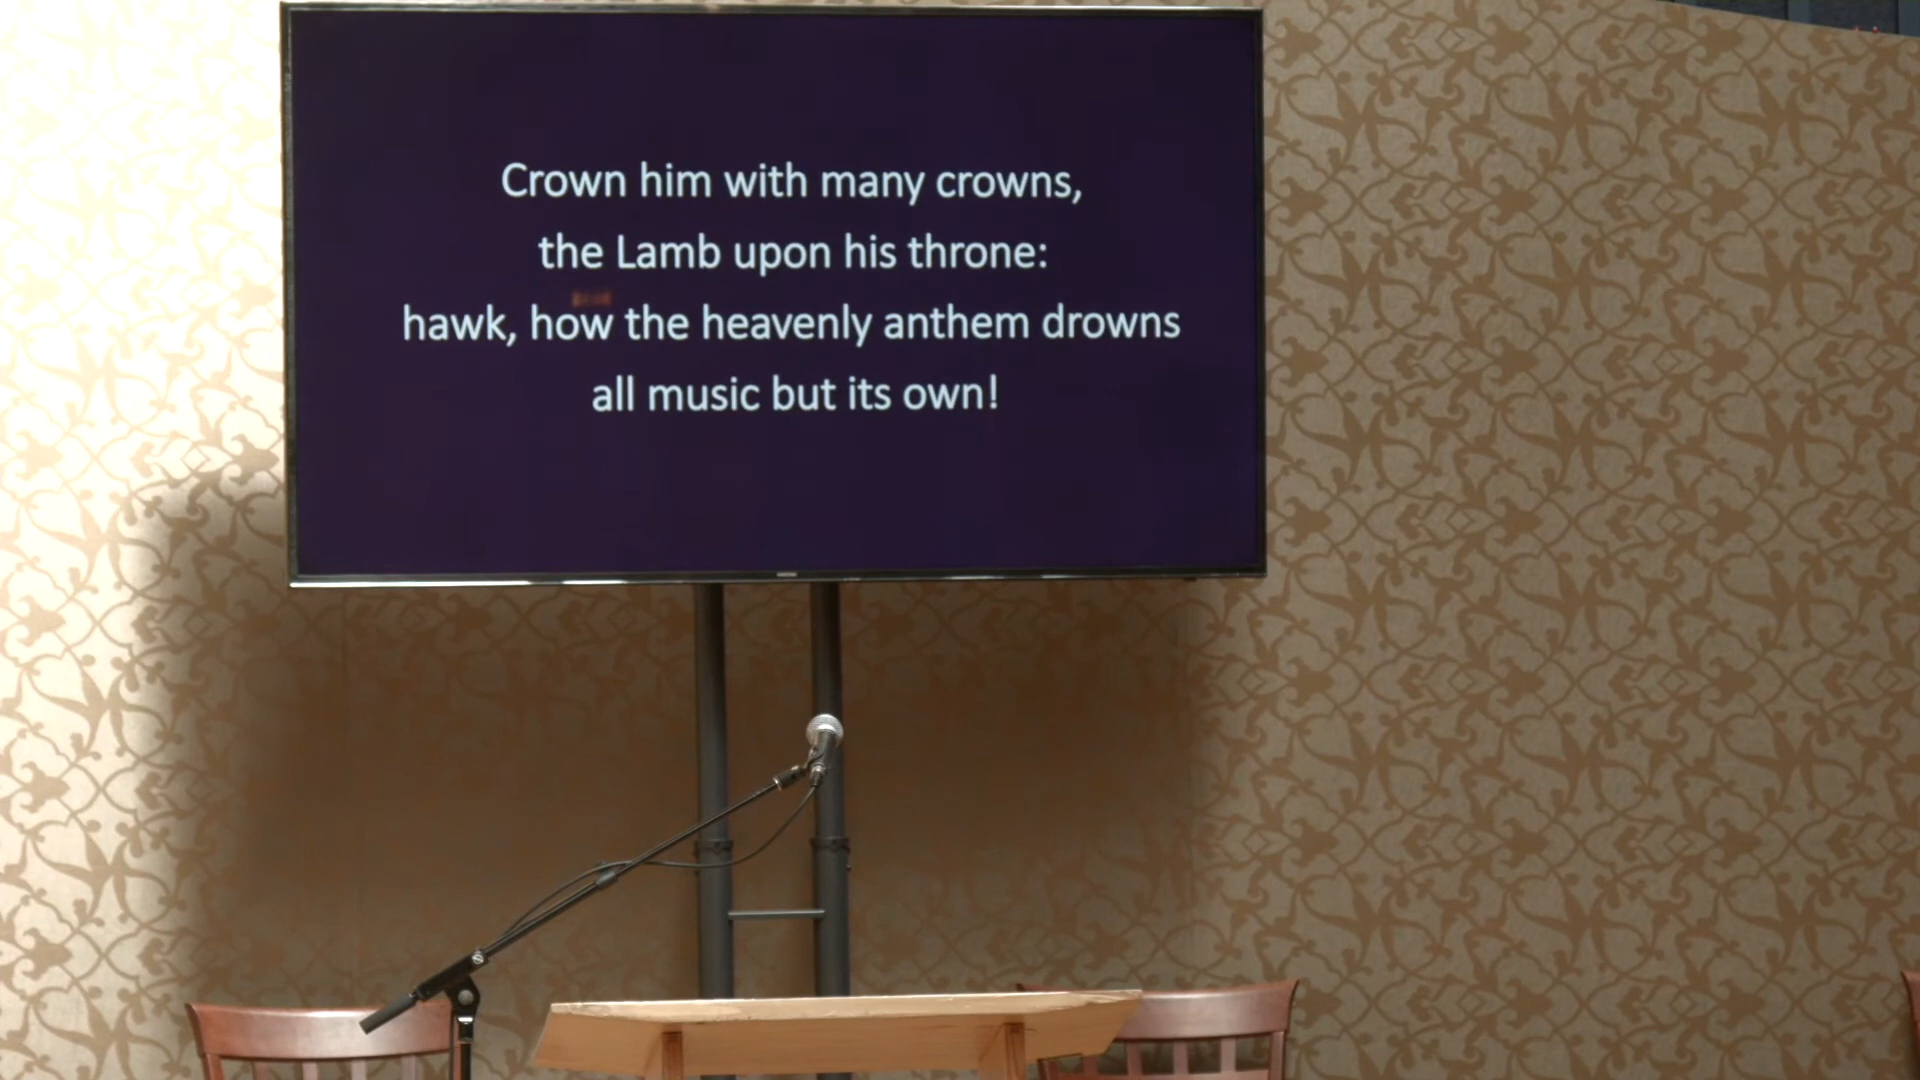 Crown him with many crowns,
the Lamb upon his throne:
hawk, how the heavenly anthem drowns
all music but its own!